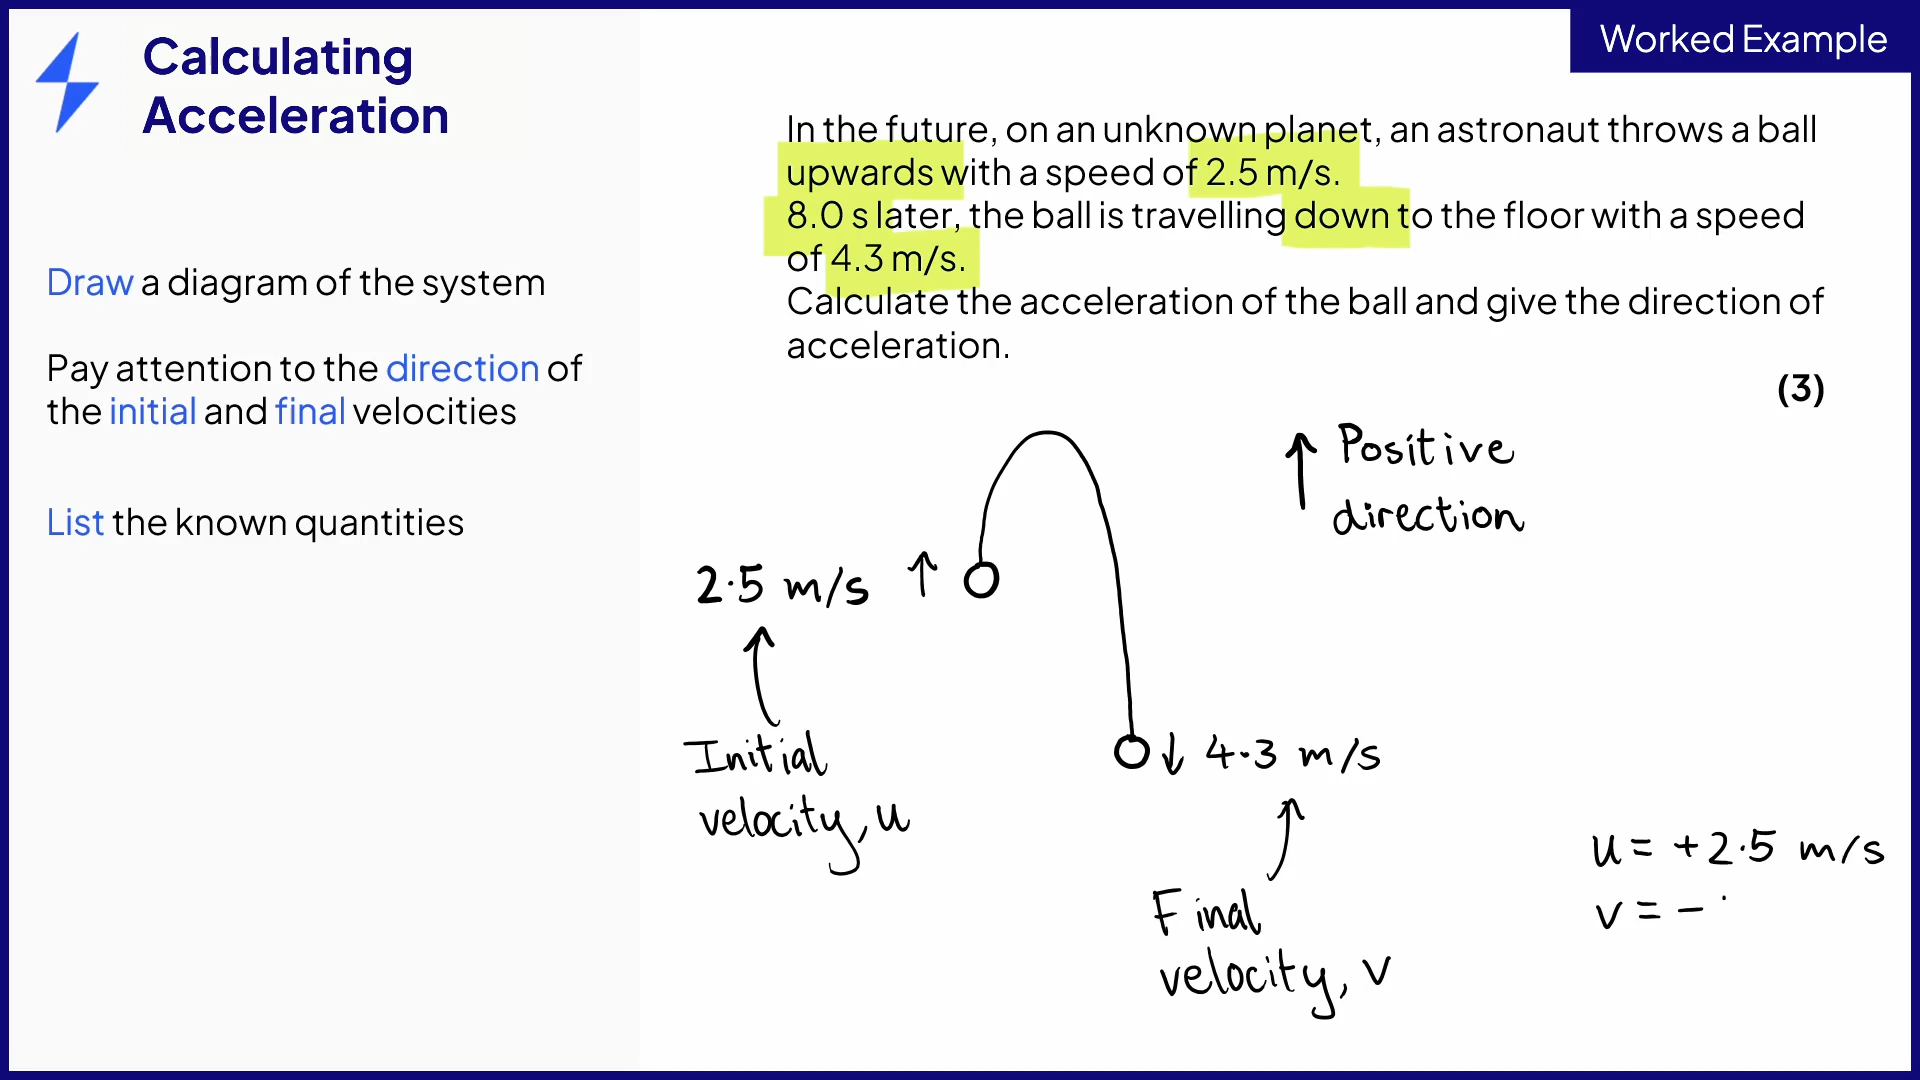 Calculating
Acceleration
Worked Example
Draw a diagram of the system
Pay attention to the direction of
the initial and final velocities
List the known quantities
In the future, on an unknown planet, an astronaut throws a ball
upwards with a speed of 2.5 m/s.
8.0 s later, the ball is travelling down to the floor with a speed
of 4.3 m/s.
Calculate the acceleration of the ball and give the direction of
acceleration.
(3)
↑ Positive
direction
2.5 m/s ↑
Initial
velocity, u
↓ 4.3 m/s
Final
velocity, v
u = +2.5 m/s
v = -